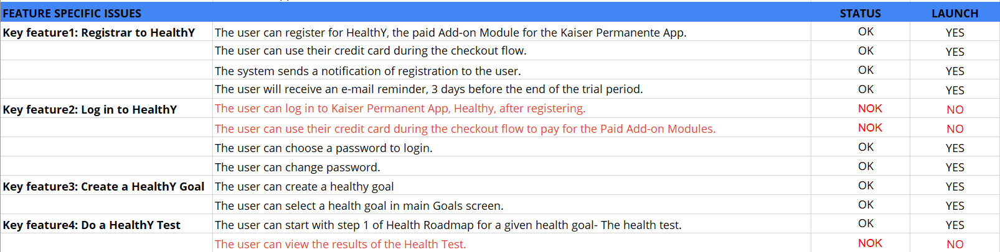 FEATURE SPECIFIC ISSUES STATUS LAUNCH
Key feature1: Registrar to HealthY The user can register for HealthY, the paid Add-on Module for the Kaiser Permanente App. OK YES
The user can use their credit card during the checkout flow. OK YES
The system sends a notification of registration to the user. OK YES
The user will receive an e-mail reminder, 3 days before the end of the trial period. OK YES
Key feature2: Log in to HealthY The user can log in to Kaiser Permanent App, Healthy, after registering. NOK NO
The user can use their credit card during the checkout flow to pay for the Paid Add-on Modules. NOK NO
The user can choose a password to login. OK YES
The user can change password. OK YES
Key feature3: Create a HealthY Goal The user can create a healthy goal OK YES
The user can select a health goal in main Goals screen. OK YES
Key feature4: Do a HealthY Test The user can start with step 1 of Health Roadmap for a given health goal- The health test. OK YES
The user can view the results of the Health Test. NOK NO